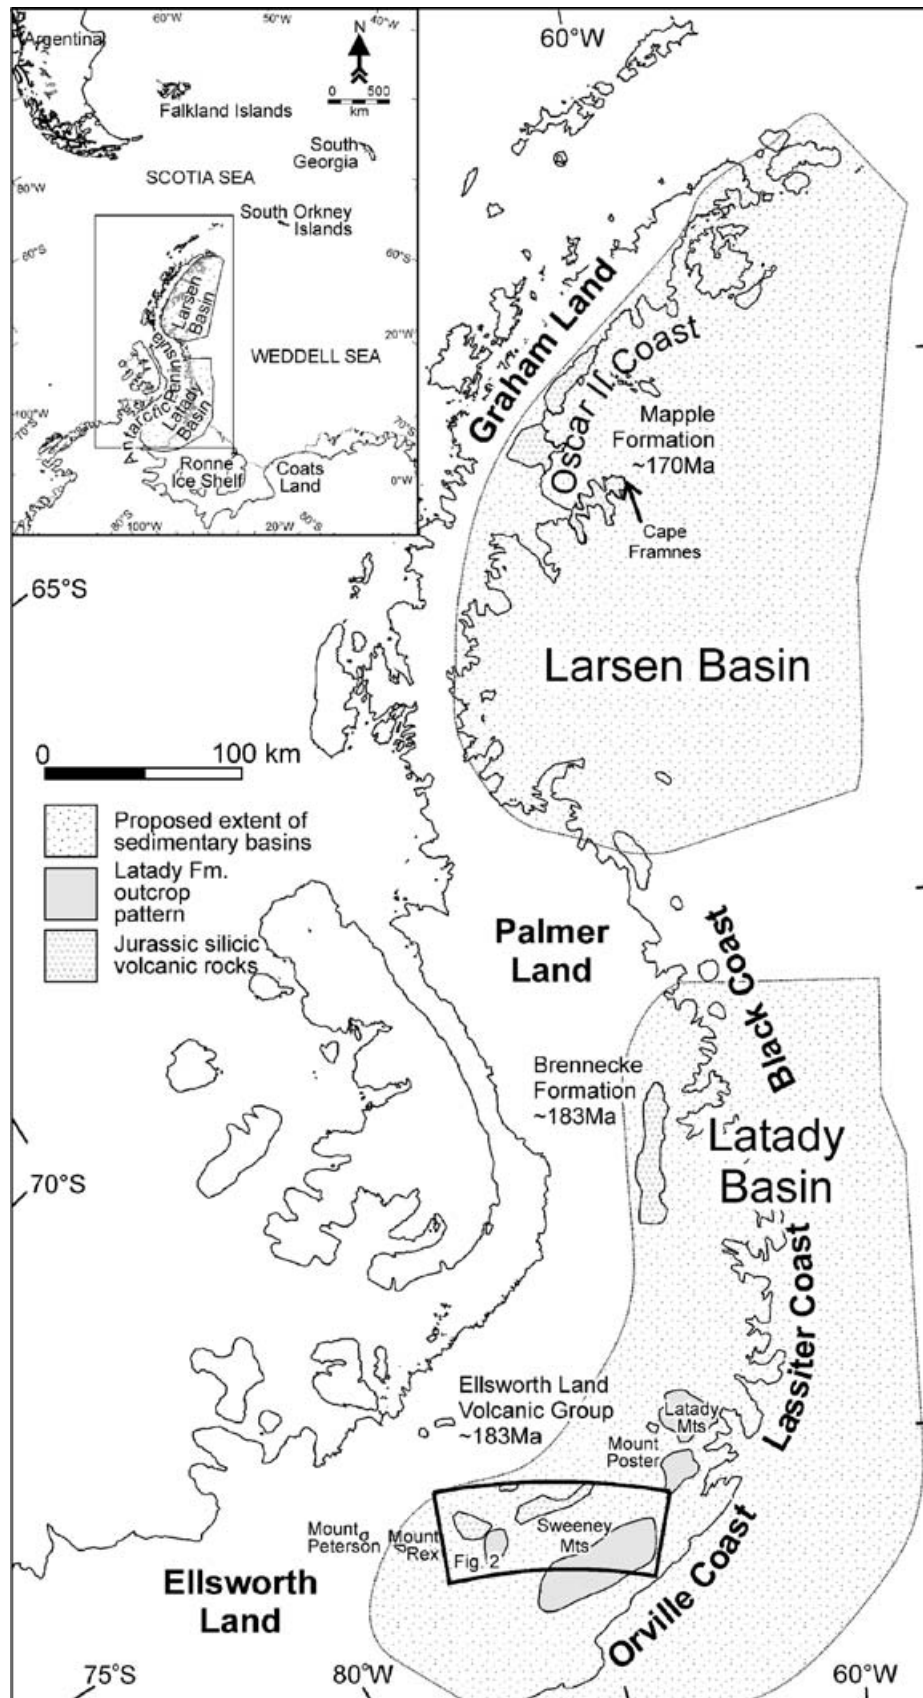 60°W
50°W
40°W
Argentina
N
0 500
km
Falkland Islands
South
Georgia
80°W
SCOTIA SEA
South Orkney
Islands
60°S
60°S
Larsen
Basin
20°W
WEDDELL SEA
Antarctic Peninsula
Latady
Basin
100°W
70°S
70°S
Ronne
Ice Shelf
Coats
Land
0°W
80°S
100°W
20°W
60°W
Graham Land
Oscar II Coast
Mapple
Formation
~170Ma
Cape
Framnes
65°S
Larsen Basin
0 100 km
Proposed extent of
sedimentary basins
Latady Fm.
outcrop
pattern
Jurassic silicic
volcanic rocks
Palmer
Land
Black Coast
Brennecke
Formation
~183Ma
Latady
Basin
70°S
Lassiter Coast
Ellsworth Land
Volcanic Group
~183Ma
Latady
Mts
Mount
Poster
Mount
Peterson
Mount
Rex
Fig. 2
Sweeney
Mts
Ellsworth
Land
Orville Coast
75°S
80°W
60°W